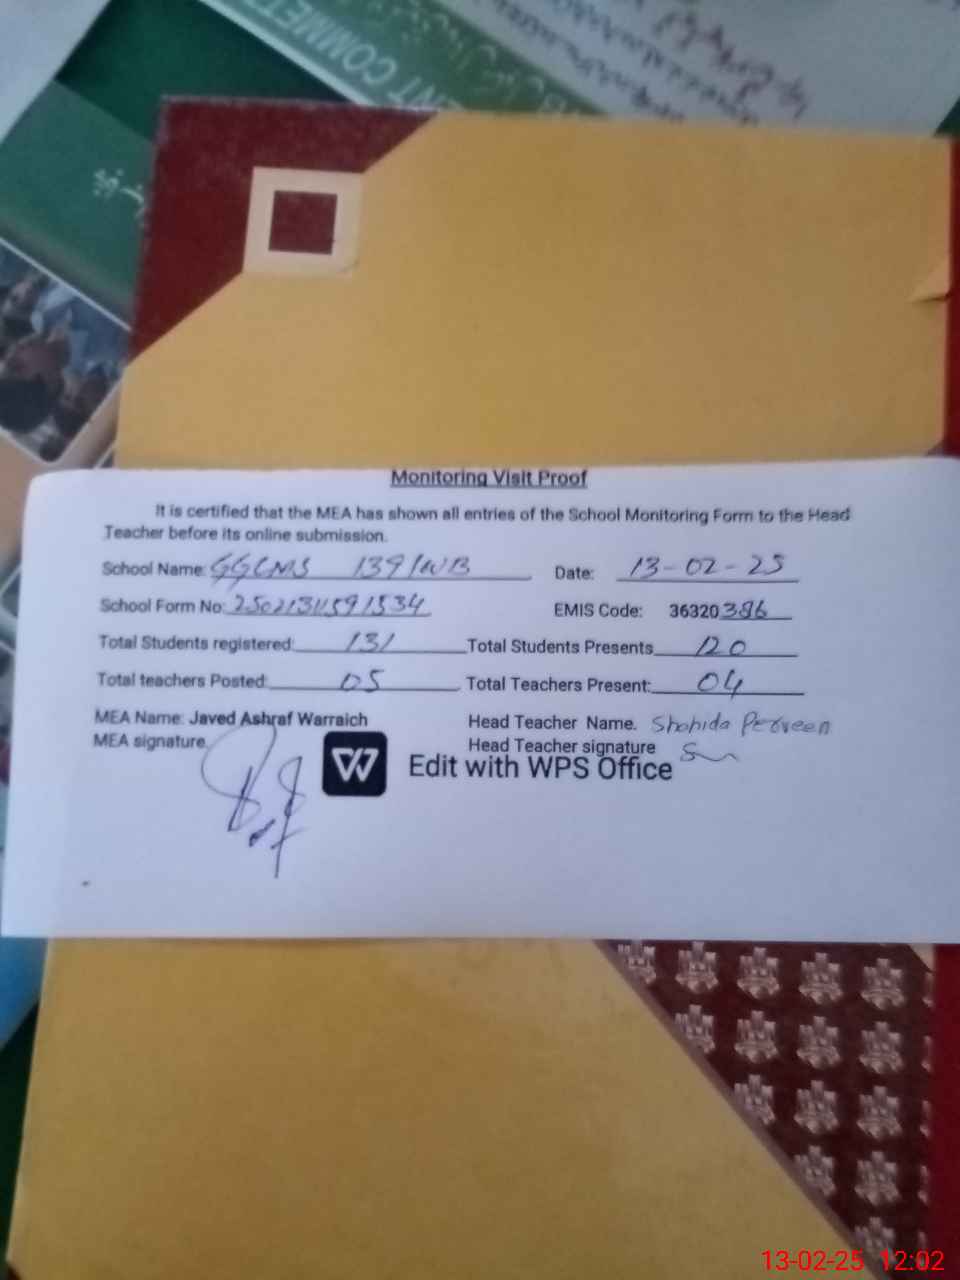 ENT COMMETE
Monitoring Visit Proof
It is certified that the MEA has shown all entries of the School Monitoring Form to the Head
Teacher before its online submission.
School Name: GGCMS 139/WB Date: 13-02-25
School Form No: 25021311591534 EMIS Code: 36320386
Total Students registered: 131 Total Students Presents 120
Total teachers Posted: 05 Total Teachers Present: 04
MEA Name: Javed Ashraf Warraich Head Teacher Name. Shahida Perveen
MEA signature. Head Teacher signature
Edit with WPS Office
13-02-25 12:02